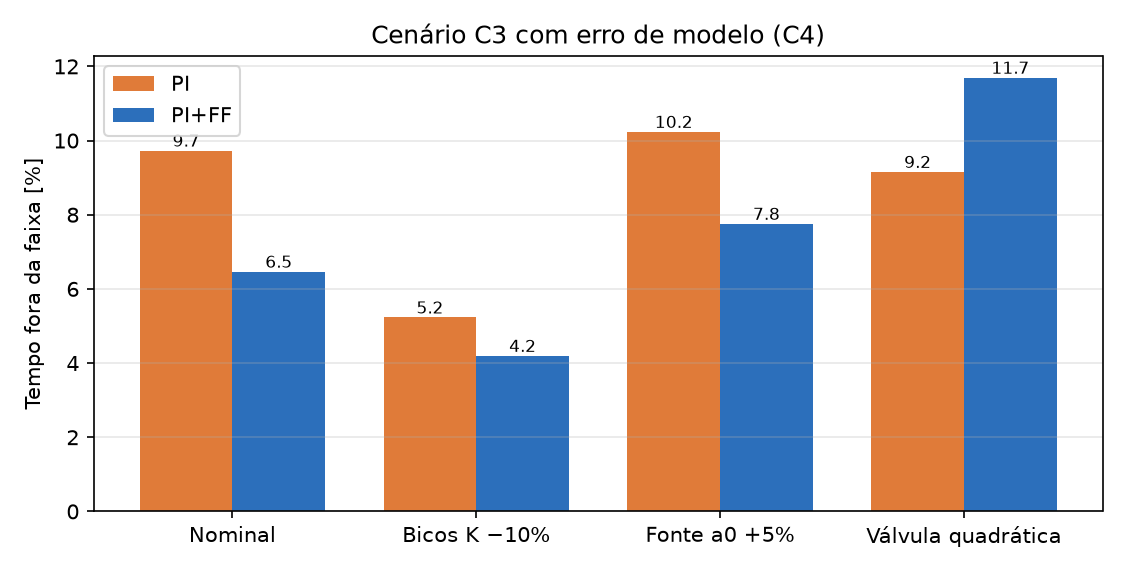 Cenário C3 com erro de modelo (C4)
PI
PI+FF
Tempo fora da faixa [%]
12
10
8
6
4
2
0
9.7
6.5
5.2
4.2
10.2
7.8
9.2
11.7
Nominal
Bicos K −10%
Fonte a0 +5%
Válvula quadrática